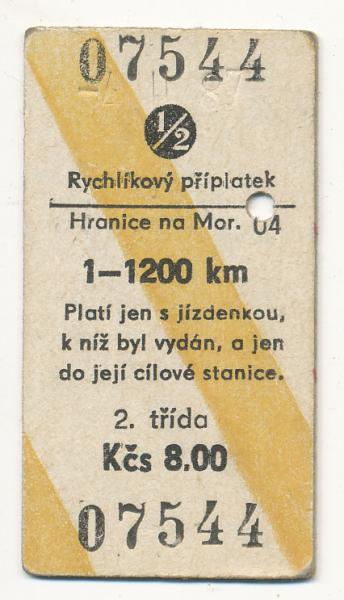 07544
1/2
Rychlíkový příplatek
Hranice na Mor. 04
1—1200 km
Platí jen s jízdenkou,
k níž byl vydán, a jen
do její cílové stanice.
2. třída
Kčs 8.00
07544